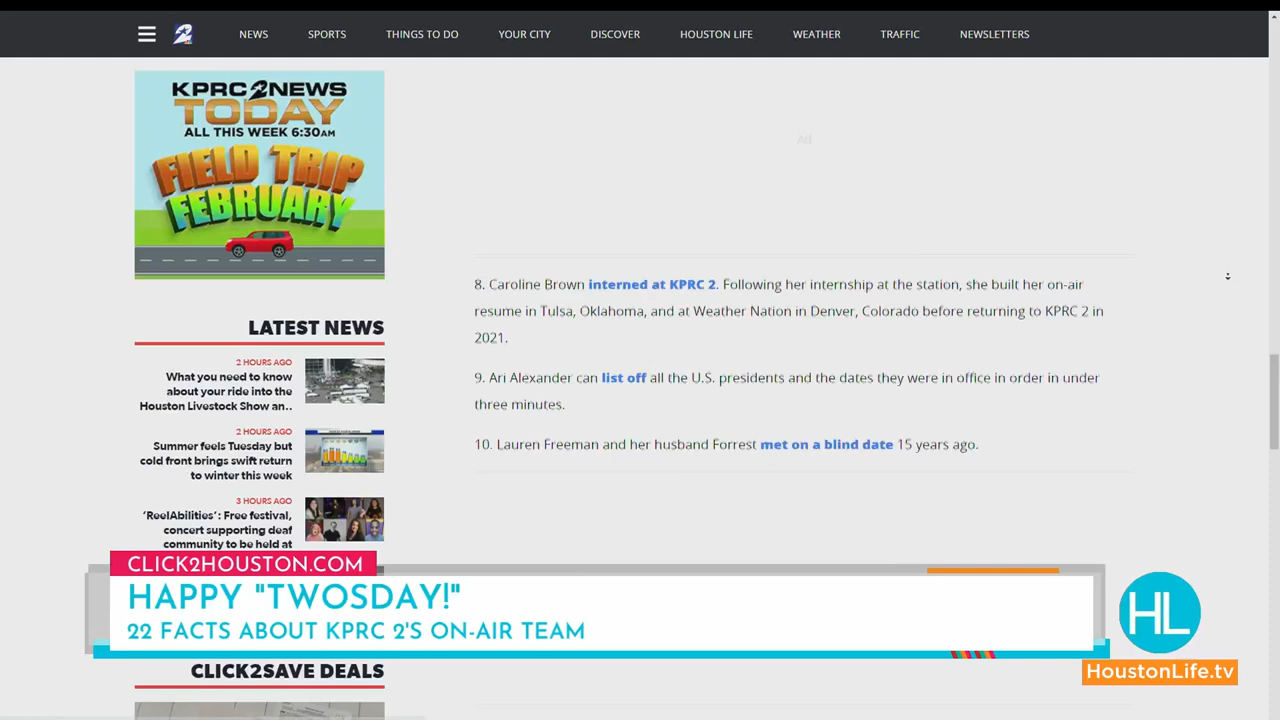 NEWS
SPORTS
THINGS TO DO
YOUR CITY
DISCOVER
HOUSTON LIFE
WEATHER
TRAFFIC
NEWSLETTERS
KPRC 2 NEWS
TODAY
ALL THIS WEEK 6:30AM
FIELD TRIP
FEBRUARY
Ad
8. Caroline Brown interned at KPRC 2. Following her internship at the station, she built her on-air
resume in Tulsa, Oklahoma, and at Weather Nation in Denver, Colorado before returning to KPRC 2 in
2021.
9. Ari Alexander can list off all the U.S. presidents and the dates they were in office in order in under
three minutes.
10. Lauren Freeman and her husband Forrest met on a blind date 15 years ago.
LATEST NEWS
2 HOURS AGO
What you need to know
about your ride into the
Houston Livestock Show an..
2 HOURS AGO
Summer feels Tuesday but
cold front brings swift return
to winter this week
3 HOURS AGO
‘ReelAbilities’: Free festival,
concert supporting deaf
community to be held at
CLICK2HOUSTON.COM
HAPPY "TWOSDAY!"
22 FACTS ABOUT KPRC 2'S ON-AIR TEAM
HL
HoustonLife.tv
CLICK2SAVE DEALS